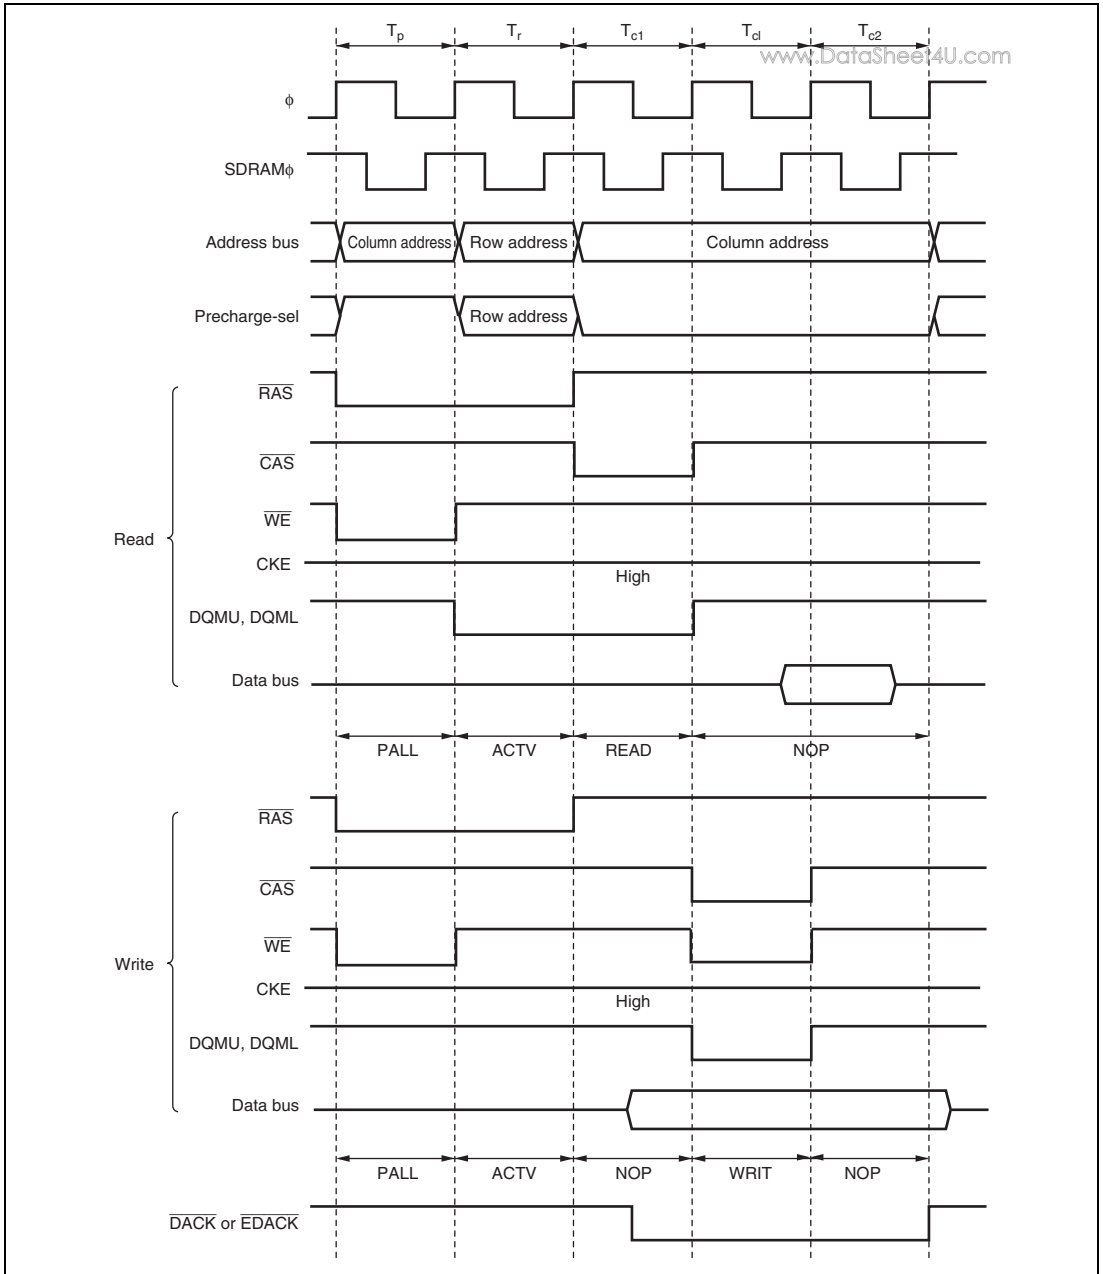 Tp Tr Tc1 Tcl Tc2
www.DataSheet4U.com
ϕ
SDRAMϕ
Address bus Column address Row address Column address
Precharge-sel Row address
RAS
CAS
WE
Read
CKE High
DQMU, DQML
Data bus
PALL ACTV READ NOP
RAS
CAS
WE
Write
CKE High
DQMU, DQML
Data bus
PALL ACTV NOP WRIT NOP
DACK or EDACK